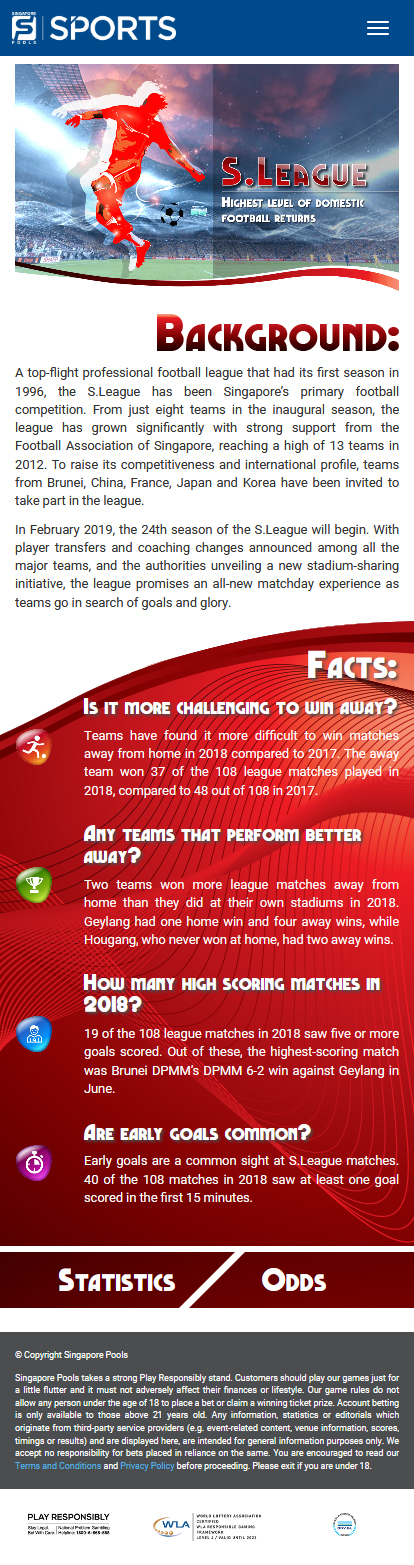 SINGAPORE
POOLS
SPORTS
S.League
Highest level of domestic
football returns
Background:
A top-flight professional football league that had its first season in
1996, the S.League has been Singapore's primary football
competition. From just eight teams in the inaugural season, the
league has grown significantly with strong support from the
Football Association of Singapore, reaching a high of 13 teams in
2012. To raise its competitiveness and international profile, teams
from Brunei, China, France, Japan and Korea have been invited to
take part in the league.
In February 2019, the 24th season of the S.League will begin. With
player transfers and coaching changes announced among all the
major teams, and the authorities unveiling a new stadium-sharing
initiative, the league promises an all-new matchday experience as
teams go in search of goals and glory.
Facts:
Is it more challenging to win away?
Teams have found it more difficult to win matches
away from home in 2018 compared to 2017. The away
team won 37 of the 108 league matches played in
2018, compared to 48 out of 108 in 2017.
Any teams that perform better
away?
Two teams won more league matches away from
home than they did at their own stadiums in 2018.
Geylang had one home win and four away wins, while
Hougang, who never won at home, had two away wins.
How many high scoring matches in
2018?
19 of the 108 league matches in 2018 saw five or more
goals scored. Out of these, the highest-scoring match
was Brunei DPMM's DPMM 6-2 win against Geylang in
June.
Are early goals common?
Early goals are a common sight at S.League matches.
40 of the 108 matches in 2018 saw at least one goal
scored in the first 15 minutes.
Statistics Odds
© Copyright Singapore Pools
Singapore Pools takes a strong Play Responsibly stand. Customers should play our games just for
a little flutter and it must not adversely affect their finances or lifestyle. Our game rules do not
allow any person under the age of 18 to place a bet or claim a winning ticket prize. Account betting
is only available to those above 21 years old. Any information, statistics or editorials which
originate from third-party service providers (e.g. event-related content, venue information, scores,
timings or results) and are displayed here, are intended for general information purposes only. We
accept no responsibility for bets placed in reliance on the same. You are encouraged to read our
Terms and Conditions and Privacy Policy before proceeding. Please exit if you are under 18.
PLAY RESPONSIBLY
Stay Legal. National Problem Gambling
Bet With Care. Helpline: 1800-6-668-668
WLA
WORLD LOTTERY ASSOCIATION
CERTIFIED
WLA RESPONSIBLE GAMING
FRAMEWORK